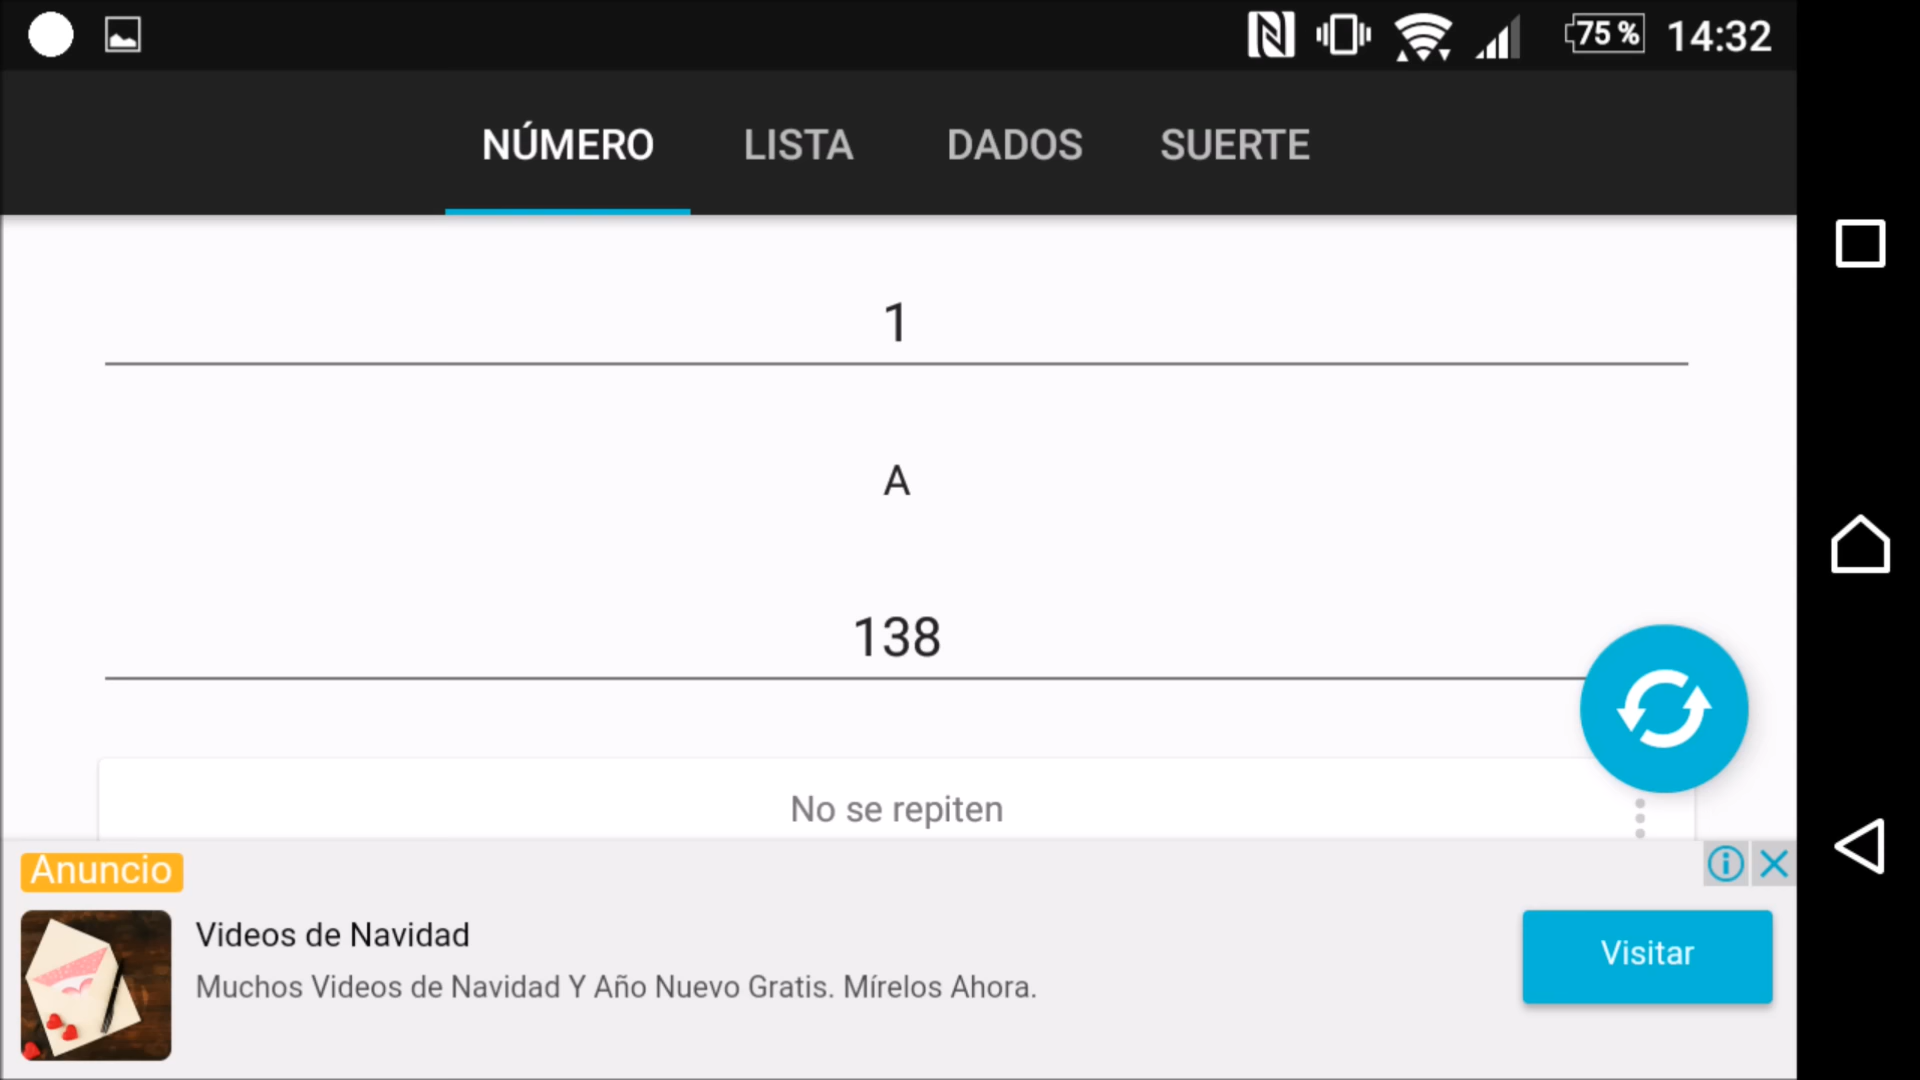 75 % 14:32
NÚMERO LISTA DADOS SUERTE
1
A
138
No se repiten
Anuncio
Videos de Navidad
Muchos Videos de Navidad Y Año Nuevo Gratis. Mírelos Ahora.
Visitar